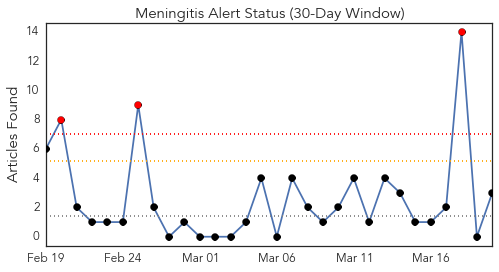 Meningitis Alert Status (30-Day Window)
Articles Found
14
12
10
8
6
4
2
0
Feb 19
Feb 24
Mar 01
Mar 06
Mar 11
Mar 16